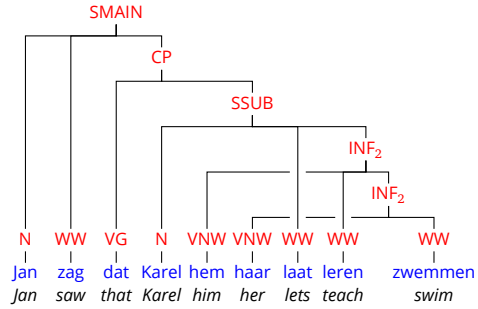 SMAIN
CP
SSUB
INF₂
INF₂
N WW VG N VNW VNW WW WW WW
Jan zag dat Karel hem haar laat leren zwemmen
Jan saw that Karel him her lets teach swim